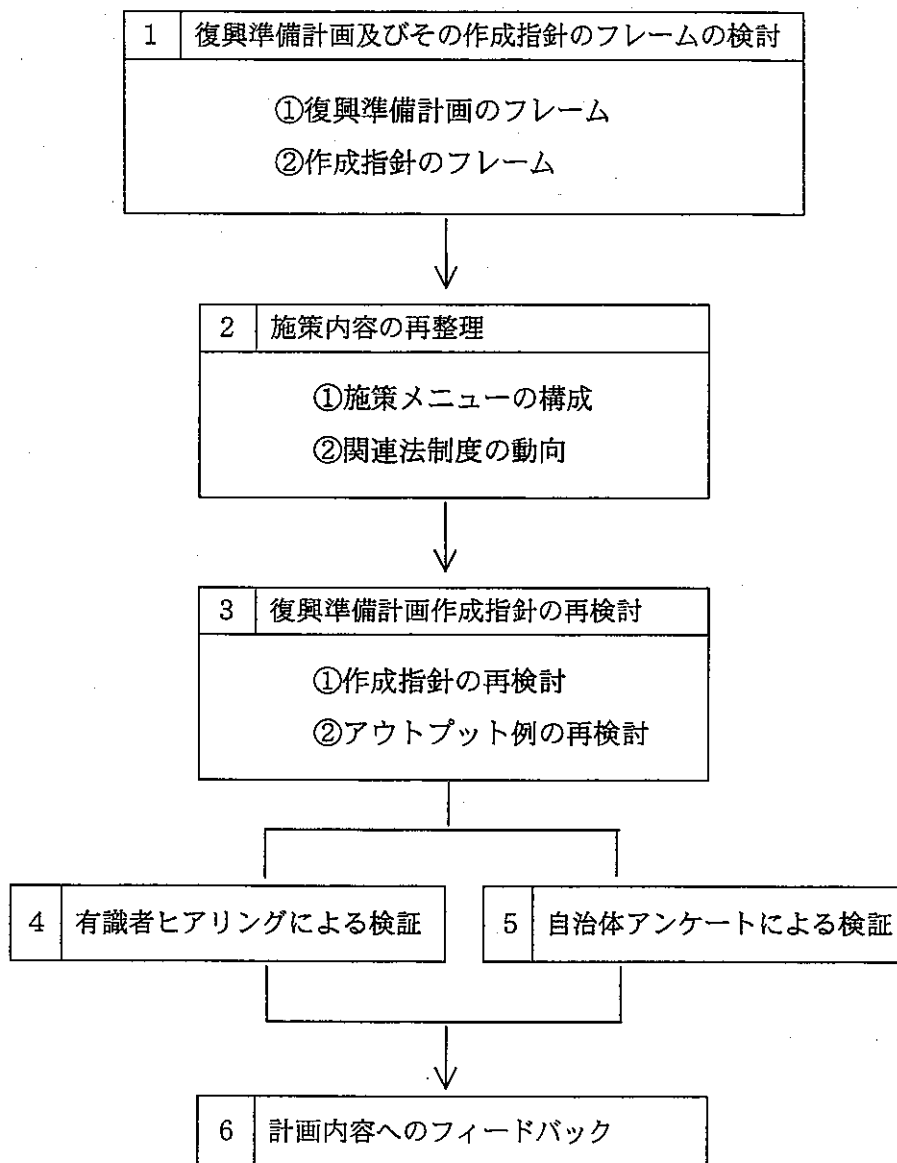 1 復興準備計画及びその作成指針のフレームの検討
①復興準備計画のフレーム
②作成指針のフレーム
2 施策内容の再整理
①施策メニューの構成
②関連法制度の動向
3 復興準備計画作成指針の再検討
①作成指針の再検討
②アウトプット例の再検討
4 有識者ヒアリングによる検証
5 自治体アンケートによる検証
6 計画内容へのフィードバック